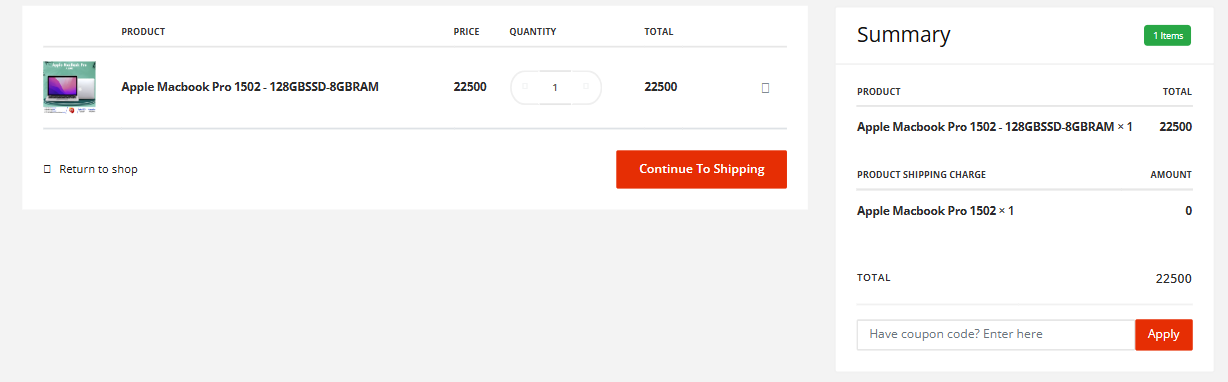 PRODUCT PRICE QUANTITY TOTAL
Apple Macbook Pro 1502 - 128GBSSD-8GBRAM 22500 1 22500
Return to shop
Continue To Shipping
Summary
1 Items
PRODUCT TOTAL
Apple Macbook Pro 1502 - 128GBSSD-8GBRAM × 1 22500
PRODUCT SHIPPING CHARGE AMOUNT
Apple Macbook Pro 1502 × 1 0
TOTAL 22500
Have coupon code? Enter here
Apply